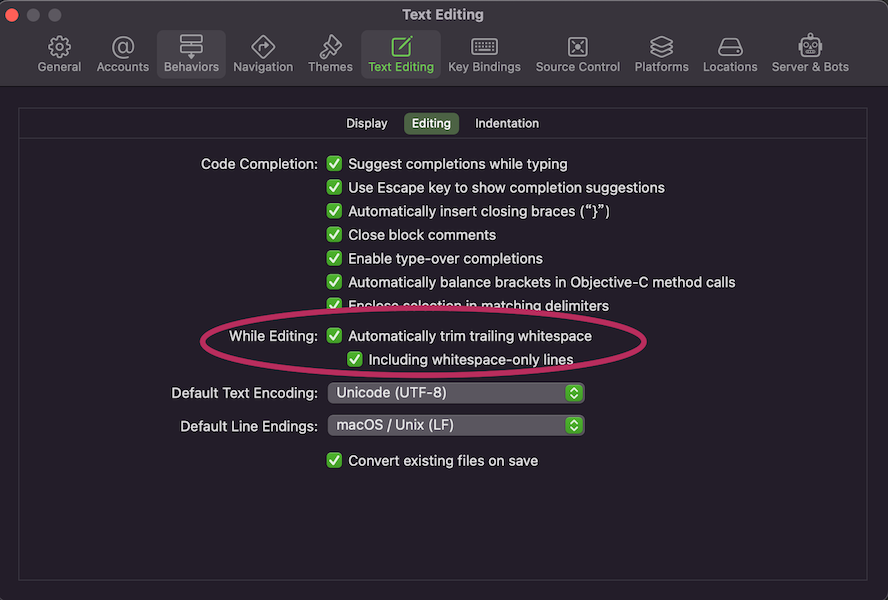 Text Editing
General Accounts Behaviors Navigation Themes Text Editing Key Bindings Source Control Platforms Locations Server & Bots
Display Editing Indentation
Code Completion: Suggest completions while typing
Use Escape key to show completion suggestions
Automatically insert closing braces (“}”)
Close block comments
Enable type-over completions
Automatically balance brackets in Objective-C method calls
Enclose selection in matching delimiters
While Editing: Automatically trim trailing whitespace
Including whitespace-only lines
Default Text Encoding: Unicode (UTF-8)
Default Line Endings: macOS / Unix (LF)
Convert existing files on save